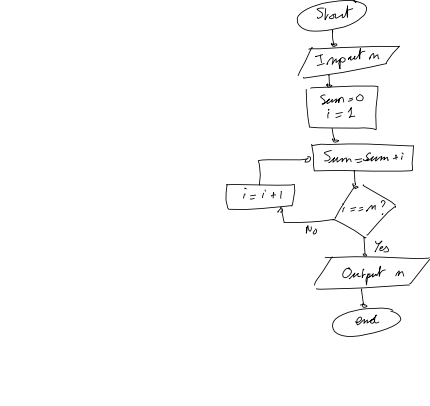 Start
Input n
Sum=0
i = 1
Sum=Sum+i
i = i+1
i == n?
No
Yes
Output n
end